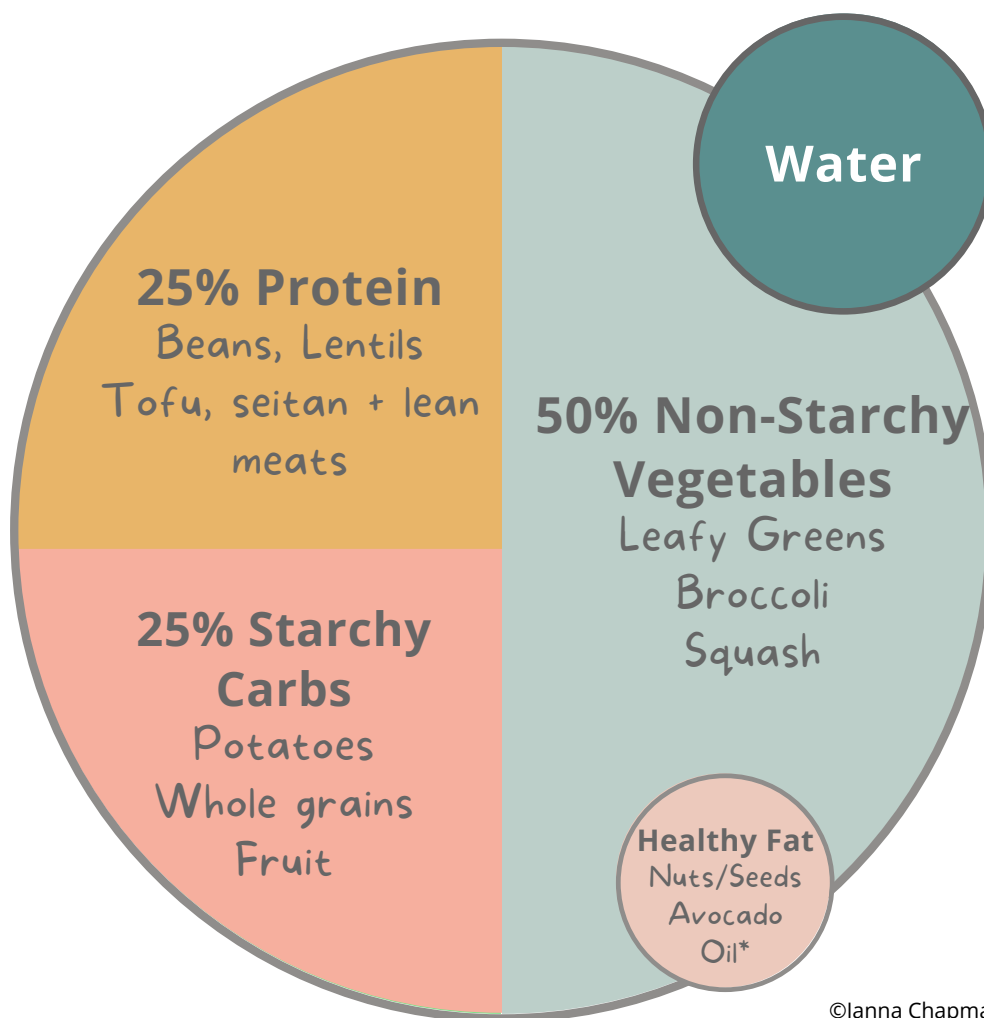 Water
25% Protein
Beans, Lentils
Tofu, seitan + lean
meats
50% Non-Starchy
Vegetables
Leafy Greens
Broccoli
Squash
25% Starchy
Carbs
Potatoes
Whole grains
Fruit
Healthy Fat
Nuts/Seeds
Avocado
Oil*